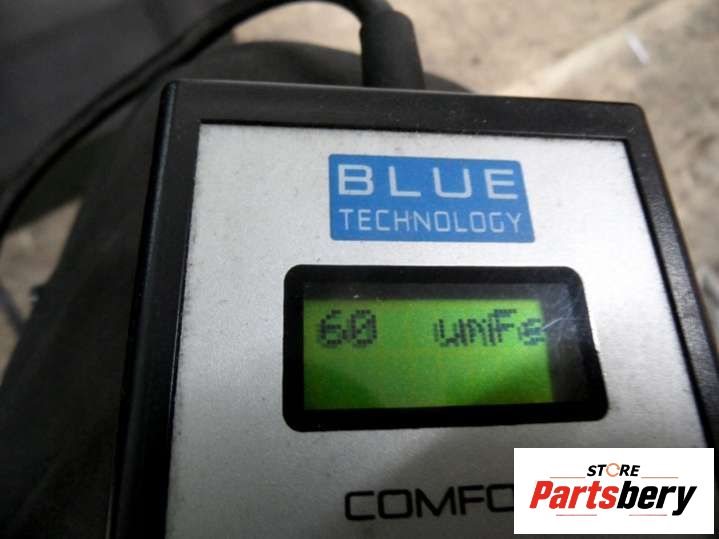 BLUE
TECHNOLOGY
60 umFe
COMFO
STORE
Partsbery